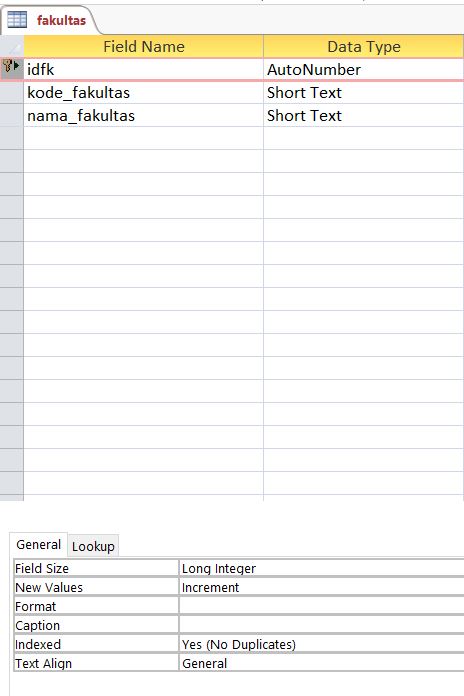 fakultas
Field Name Data Type
idfk AutoNumber
kode_fakultas Short Text
nama_fakultas Short Text
General Lookup
Field Size Long Integer
New Values Increment
Format
Caption
Indexed Yes (No Duplicates)
Text Align General